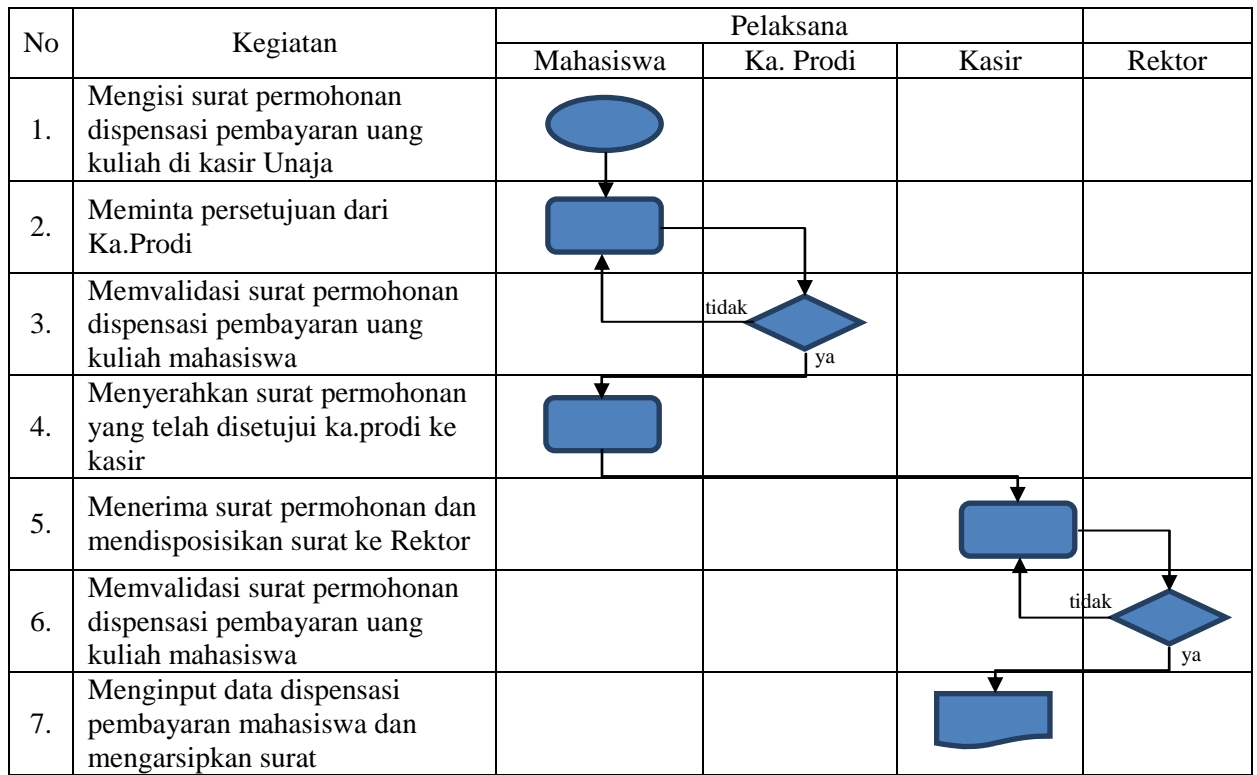 No
Kegiatan
Pelaksana
Mahasiswa
Ka. Prodi
Kasir
Rektor
1.
Mengisi surat permohonan
dispensasi pembayaran uang
kuliah di kasir Unaja
2.
Meminta persetujuan dari
Ka.Prodi
3.
Memvalidasi surat permohonan
dispensasi pembayaran uang
kuliah mahasiswa
tidak
ya
4.
Menyerahkan surat permohonan
yang telah disetujui ka.prodi ke
kasir
5.
Menerima surat permohonan dan
mendisposisikan surat ke Rektor
6.
Memvalidasi surat permohonan
dispensasi pembayaran uang
kuliah mahasiswa
tidak
ya
7.
Menginput data dispensasi
pembayaran mahasiswa dan
mengarsipkan surat